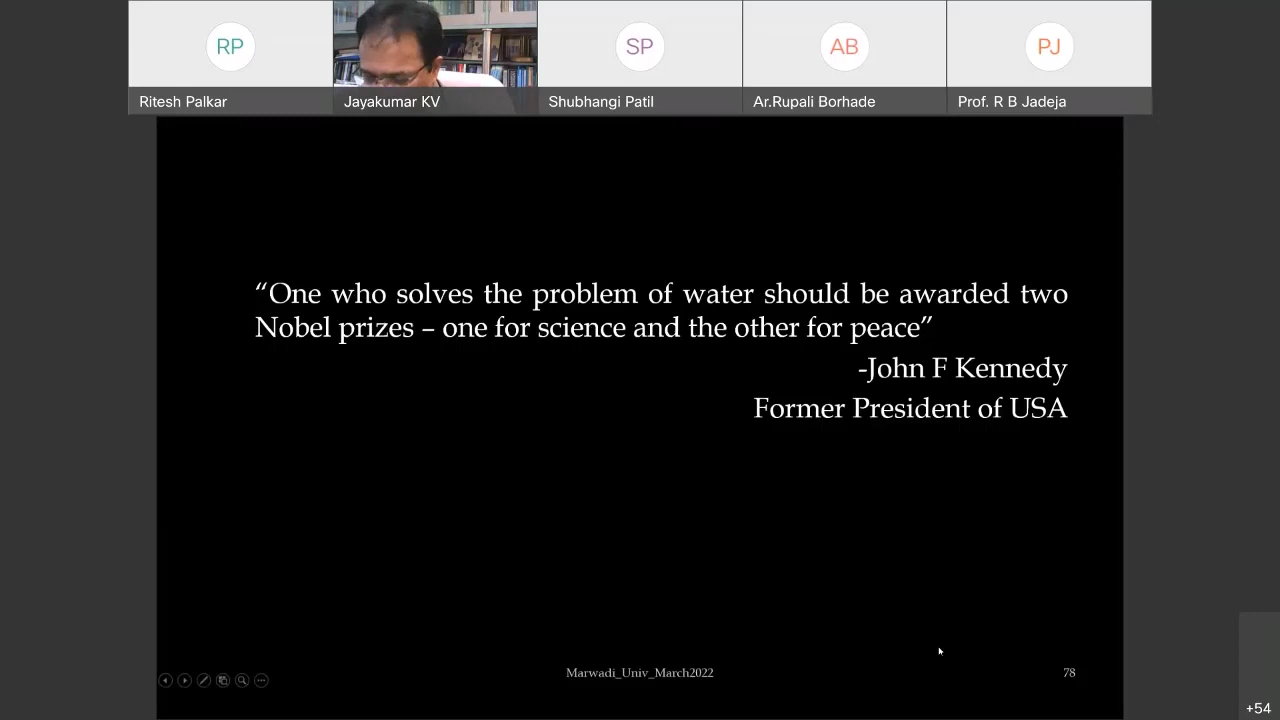 RP
SP
AB
PJ
Ritesh Palkar
Jayakumar KV
Shubhangi Patil
Ar.Rupali Borhade
Prof. R B Jadeja
“One who solves the problem of water should be awarded two
Nobel prizes – one for science and the other for peace”
-John F Kennedy
Former President of USA
Marwadi_Univ_March2022
78
+54